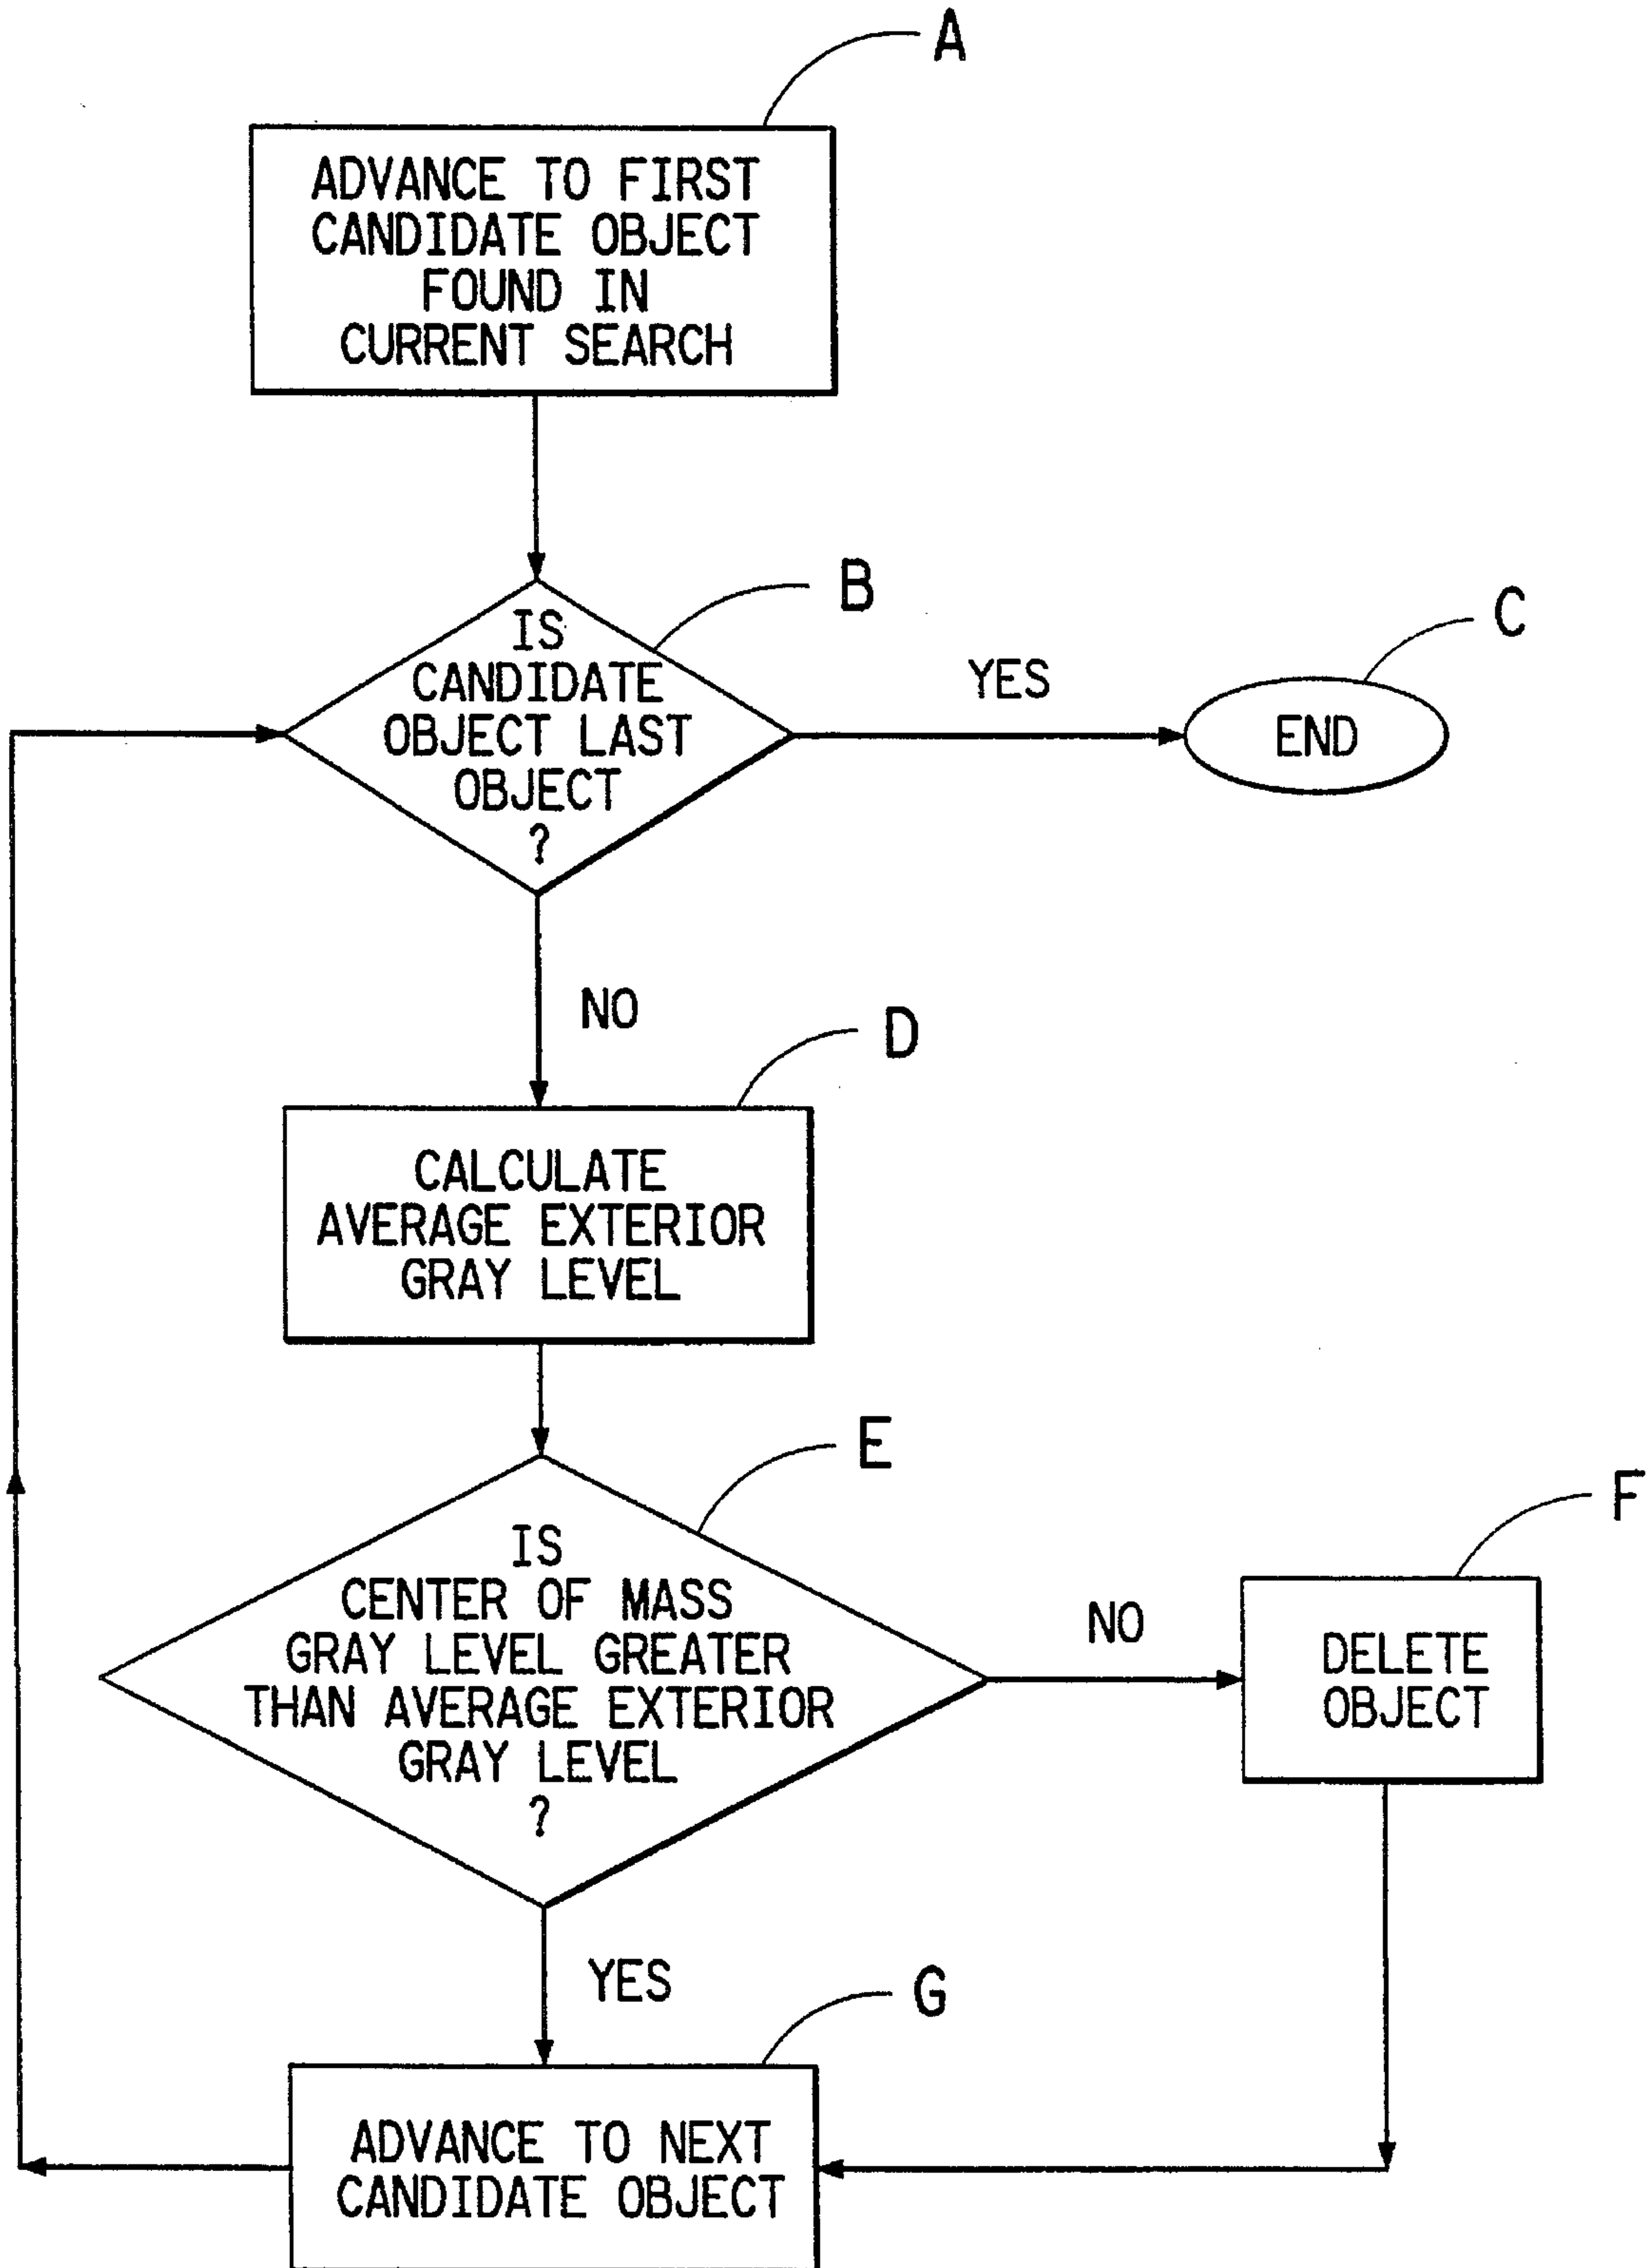 A
ADVANCE TO FIRST
CANDIDATE OBJECT
FOUND IN
CURRENT SEARCH
B
IS
CANDIDATE
OBJECT LAST
OBJECT
?
YES
C
END
NO
D
CALCULATE
AVERAGE EXTERIOR
GRAY LEVEL
E
IS
CENTER OF MASS
GRAY LEVEL GREATER
THAN AVERAGE EXTERIOR
GRAY LEVEL
?
NO
F
DELETE
OBJECT
YES
G
ADVANCE TO NEXT
CANDIDATE OBJECT